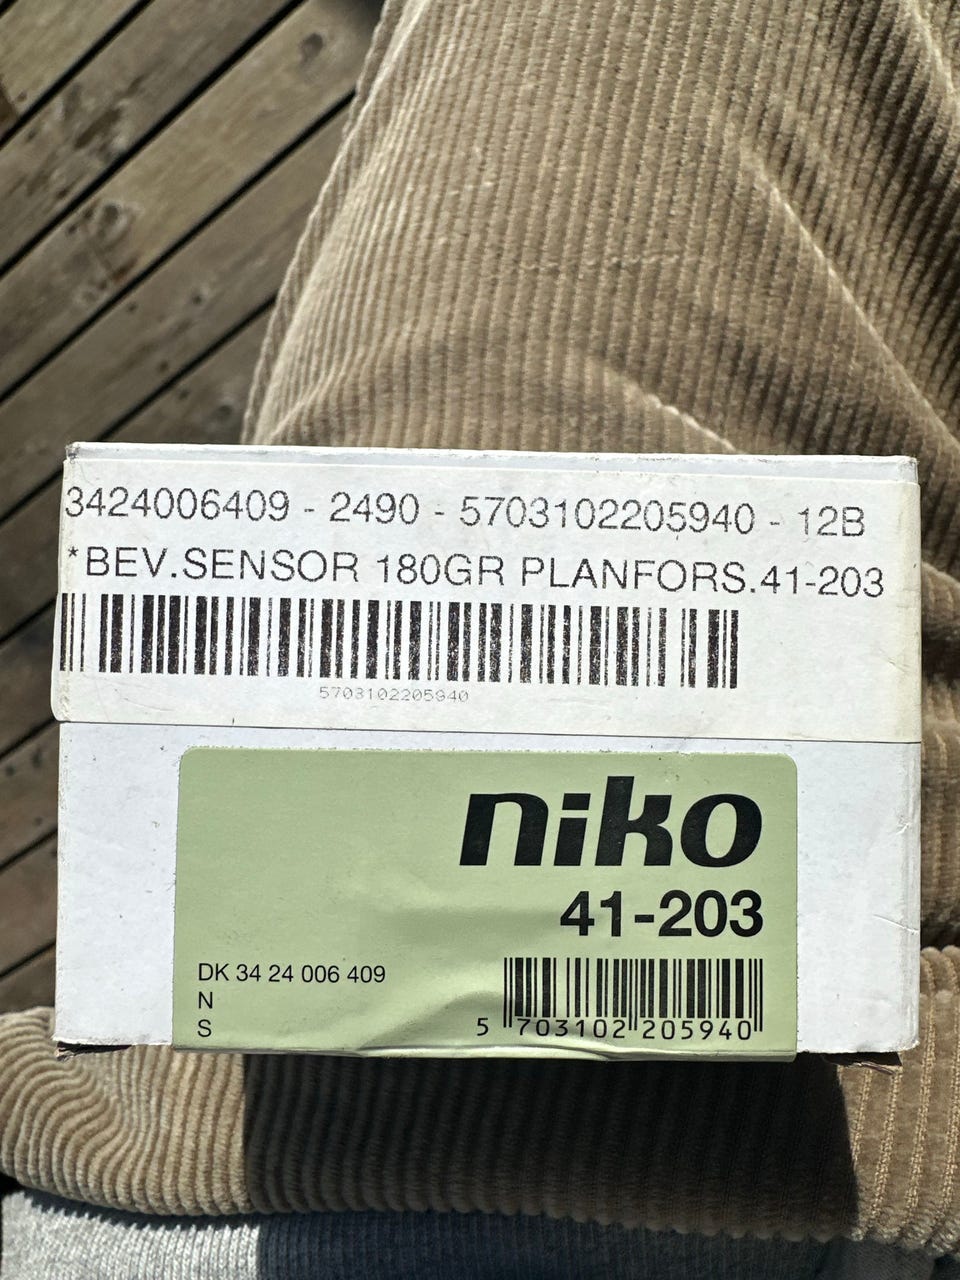 3424006409 - 2490 - 5703102205940 - 12B
*BEV.SENSOR 180GR PLANFORS.41-203
5703102205940
niko
41-203
DK 34 24 006 409
N
S
5 703102 205940